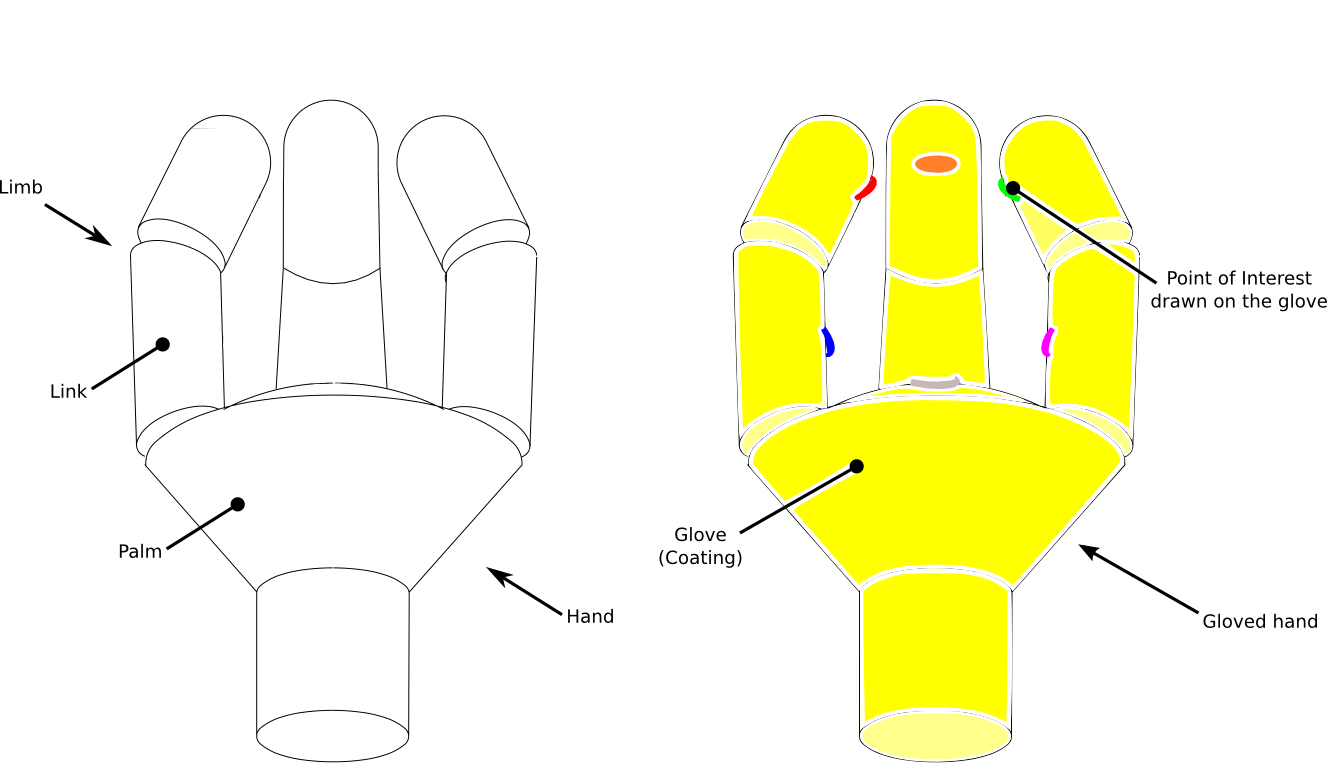 Limb
Link
Palm
Hand
Point of Interest
drawn on the glove
Glove
(Coating)
Gloved hand